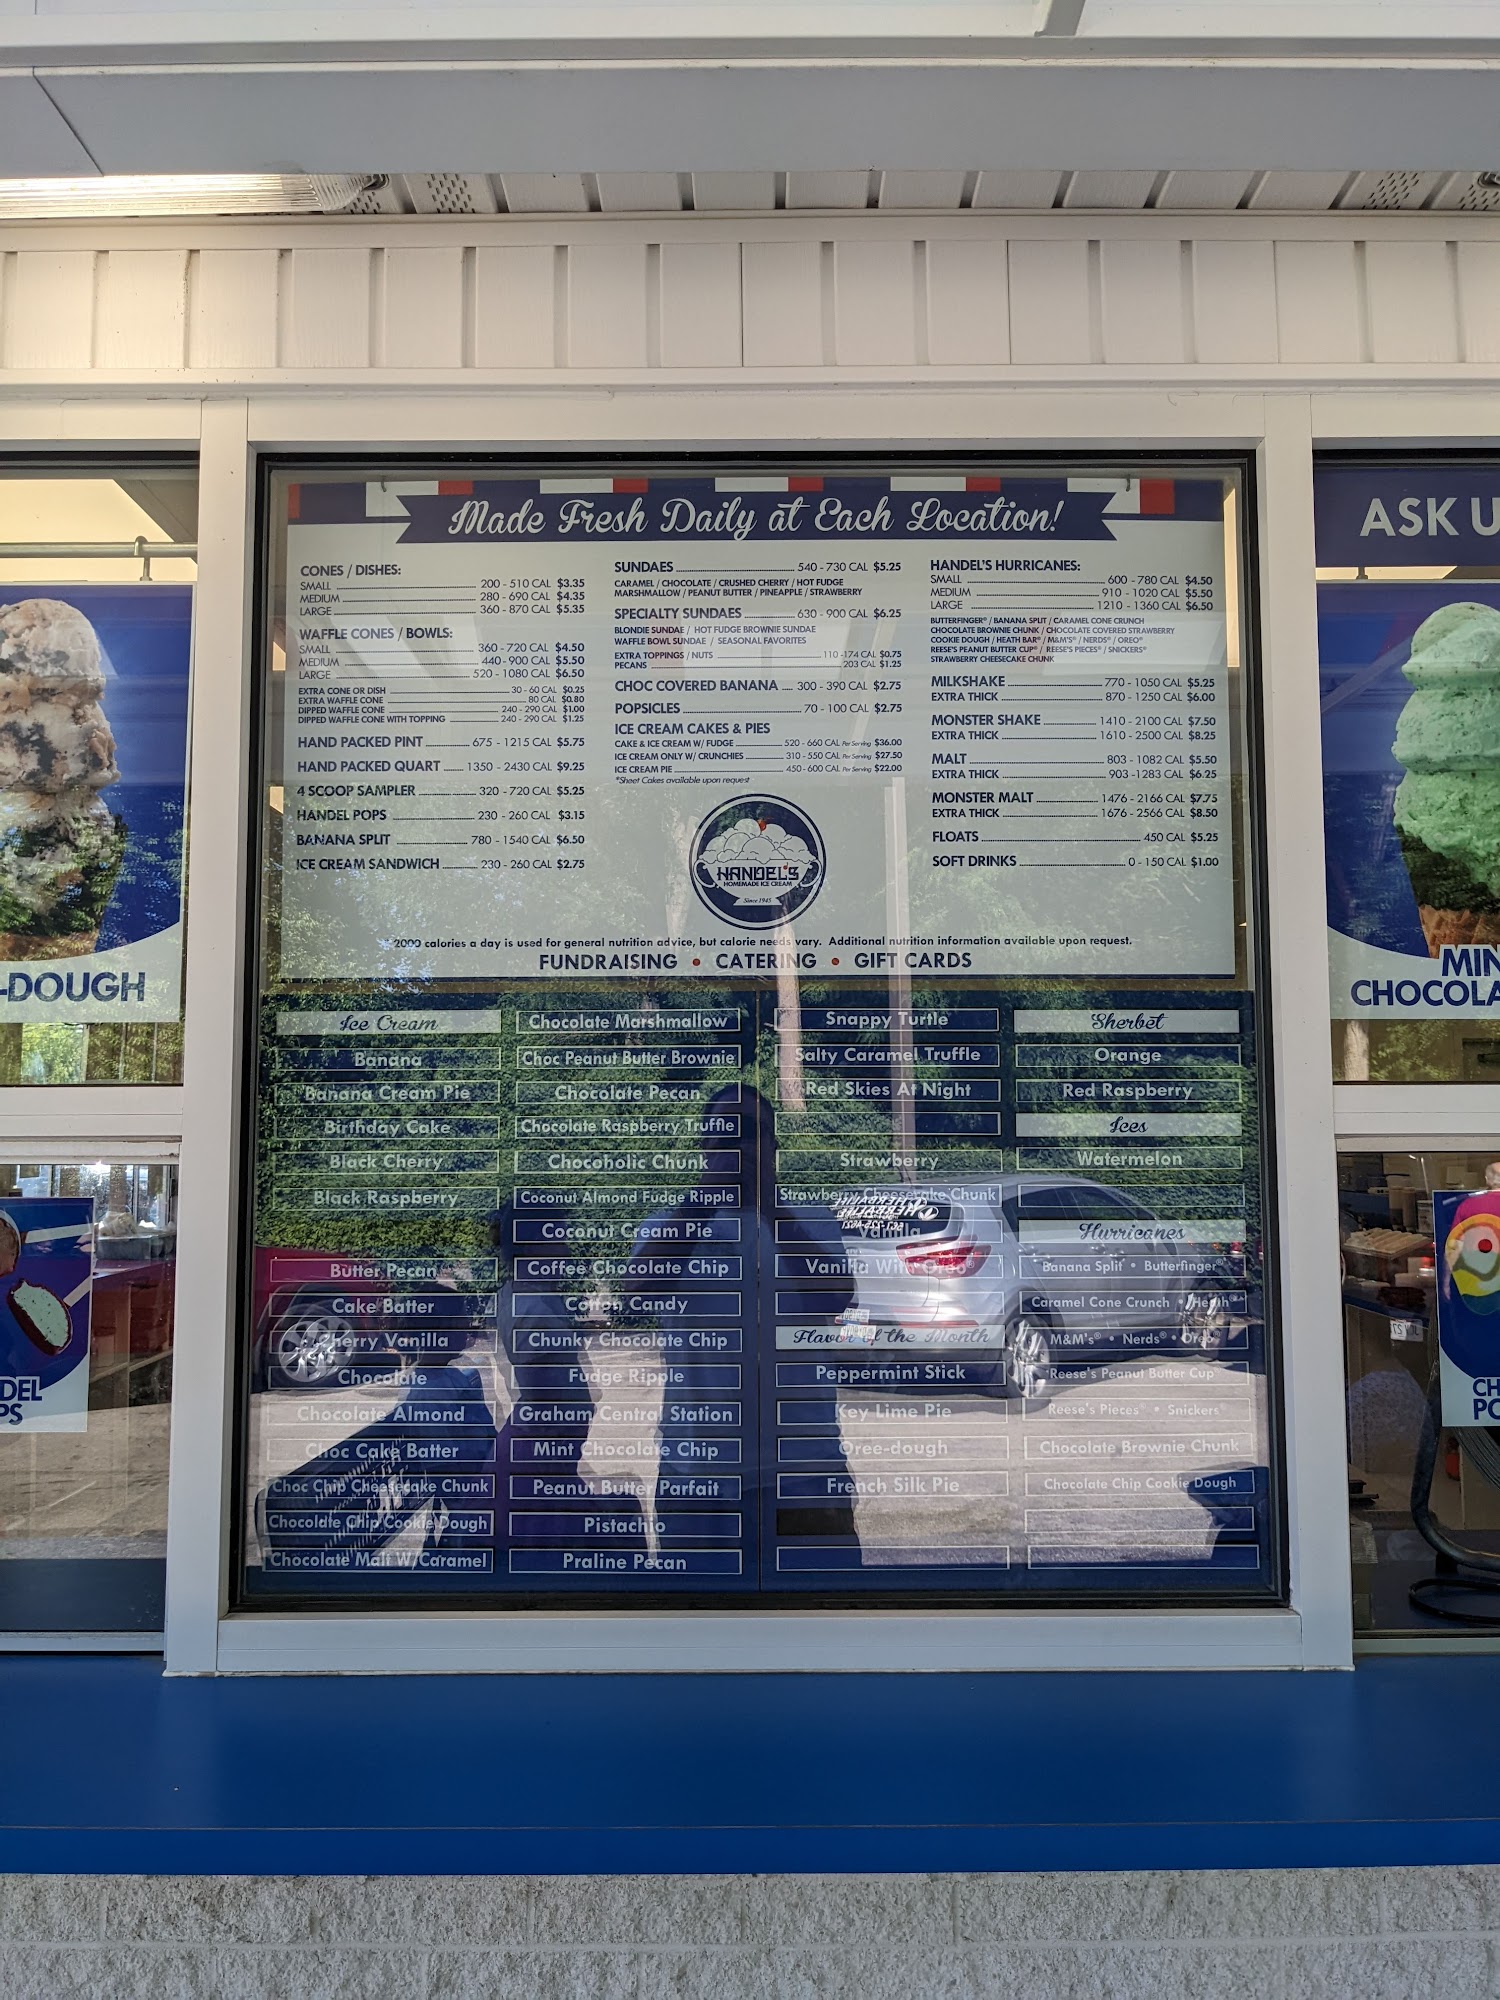 Made Fresh Daily at Each Location!
CONES / DISHES:
SMALL 200 - 510 CAL $3.35
MEDIUM 280 - 690 CAL $4.35
LARGE 360 - 870 CAL $5.35
WAFFLE CONES / BOWLS:
SMALL 360 - 720 CAL $4.50
MEDIUM 440 - 900 CAL $5.50
LARGE 520 - 1080 CAL $6.50
EXTRA CONE OR DISH 30 - 60 CAL $0.25
EXTRA WAFFLE CONE 80 CAL $0.80
DIPPED WAFFLE CONE 240 - 290 CAL $1.00
DIPPED WAFFLE CONE WITH TOPPING 240 - 290 CAL $1.25
HAND PACKED PINT 675 - 1215 CAL $5.75
HAND PACKED QUART 1350 - 2430 CAL $9.25
4 SCOOP SAMPLER 320 - 720 CAL $5.25
HANDEL POPS 230 - 260 CAL $3.15
BANANA SPLIT 780 - 1540 CAL $6.50
ICE CREAM SANDWICH 230 - 260 CAL $2.75
SUNDAES 540 - 730 CAL $5.25
CARAMEL / CHOCOLATE / CRUSHED CHERRY / HOT FUDGE
MARSHMALLOW / PEANUT BUTTER / PINEAPPLE / STRAWBERRY
SPECIALTY SUNDAES 630 - 900 CAL $6.25
BLONDIE SUNDAE / HOT FUDGE BROWNIE SUNDAE
WAFFLE BOWL SUNDAE / SEASONAL FAVORITES
EXTRA TOPPINGS / NUTS 110 -174 CAL $0.75
PECANS 203 CAL $1.25
CHOC COVERED BANANA 300 - 390 CAL $2.75
POPSICLES 70 - 100 CAL $2.75
ICE CREAM CAKES & PIES
CAKE & ICE CREAM W/ FUDGE 520 - 660 CAL Per Serving $36.00
ICE CREAM ONLY W/ CRUNCHIES 310 - 550 CAL Per Serving $27.50
ICE CREAM PIE 450 - 600 CAL Per Serving $22.00
*Sheet Cakes available upon request
HANDEL'S
HOMEMADE ICE CREAM
Since 1945
HANDEL'S HURRICANES:
SMALL 600 - 780 CAL $4.50
MEDIUM 910 - 1020 CAL $5.50
LARGE 1210 - 1360 CAL $6.50
BUTTERFINGER® / BANANA SPLIT / CARAMEL CONE CRUNCH
CHOCOLATE BROWNIE CHUNK / CHOCOLATE COVERED STRAWBERRY
COOKIE DOUGH / HEATH BAR® / M&M'S® / NERDS® / OREO®
REESE'S PEANUT BUTTER CUP® / REESE'S PIECES® / SNICKERS®
STRAWBERRY CHEESECAKE CHUNK
MILKSHAKE 770 - 1050 CAL $5.25
EXTRA THICK 870 - 1250 CAL $6.00
MONSTER SHAKE 1410 - 2100 CAL $7.50
EXTRA THICK 1610 - 2500 CAL $8.25
MALT 803 - 1082 CAL $5.50
EXTRA THICK 903 -1283 CAL $6.25
MONSTER MALT 1476 - 2166 CAL $7.75
EXTRA THICK 1676 - 2566 CAL $8.50
FLOATS 450 CAL $5.25
SOFT DRINKS 0 - 150 CAL $1.00
2000 calories a day is used for general nutrition advice, but calorie needs vary. Additional nutrition information available upon request.
FUNDRAISING • CATERING • GIFT CARDS
Ice Cream
Banana
Banana Cream Pie
Birthday Cake
Black Cherry
Black Raspberry
Butter Pecan
Cake Batter
Cherry Vanilla
Chocolate
Chocolate Almond
Choc Cake Batter
Choc Chip Cheesecake Chunk
Chocolate Chip Cookie Dough
Chocolate Malt W/Caramel
Chocolate Marshmallow
Choc Peanut Butter Brownie
Chocolate Pecan
Chocolate Raspberry Truffle
Chocoholic Chunk
Coconut Almond Fudge Ripple
Coconut Cream Pie
Coffee Chocolate Chip
Cotton Candy
Chunky Chocolate Chip
Fudge Ripple
Graham Central Station
Mint Chocolate Chip
Peanut Butter Parfait
Pistachio
Praline Pecan
Snappy Turtle
Salty Caramel Truffle
Red Skies At Night
Strawberry
Strawberry Cheesecake Chunk
Vanilla
Vanilla With Oreo®
Flavor of the Month
Peppermint Stick
Key Lime Pie
Oree-dough
French Silk Pie
Sherbet
Orange
Red Raspberry
Ices
Watermelon
Hurricanes
Banana Split • Butterfinger®
Caramel Cone Crunch • Heath®
M&M's® • Nerds® • Oreo®
Reese's Peanut Butter Cup®
Reese's Pieces® • Snickers®
Chocolate Brownie Chunk
Chocolate Chip Cookie Dough
-DOUGH
DEL
PS
ASK U
MIN
CHOCOLA
CH
PO